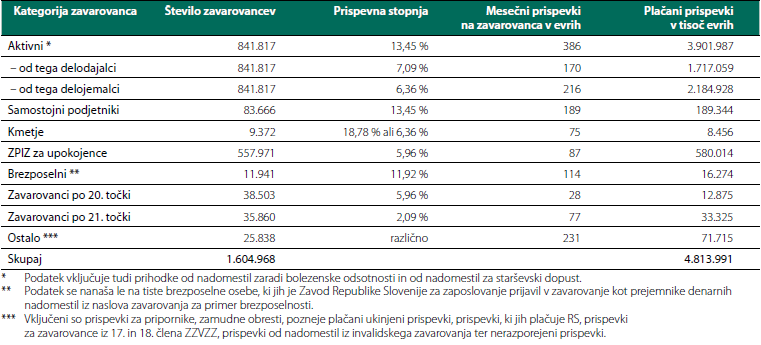 Kategorija zavarovanca Število zavarovancev Prispevna stopnja Mesečni prispevki na zavarovanca v evrih Plačani prispevki v tisoč evrih
Aktivni * 841.817 13,45 % 386 3.901.987
– od tega delodajalci 841.817 7,09 % 170 1.717.059
– od tega delojemalci 841.817 6,36 % 216 2.184.928
Samostojni podjetniki 83.666 13,45 % 189 189.344
Kmetje 9.372 18,78 % ali 6,36 % 75 8.456
ZPIZ za upokojence 557.971 5,96 % 87 580.014
Brezposelni ** 11.941 11,92 % 114 16.274
Zavarovanci po 20. točki 38.503 5,96 % 28 12.875
Zavarovanci po 21. točki 35.860 2,09 % 77 33.325
Ostalo *** 25.838 različno 231 71.715
Skupaj 1.604.968 4.813.991
* Podatek vključuje tudi prihodke od nadomestil zaradi bolezenske odsotnosti in od nadomestil za starševski dopust.
** Podatek se nanaša le na tiste brezposelne osebe, ki jih je Zavod Republike Slovenije za zaposlovanje prijavil v zavarovanje kot prejemnike denarnih
nadomestil iz naslova zavarovanja za primer brezposelnosti.
*** Vključeni so prispevki za pripornike, zamudne obresti, pozneje plačani ukinjeni prispevki, prispevki, ki jih plačuje RS, prispevki
za zavarovance iz 17. in 18. člena ZZVZZ, prispevki od nadomestil iz invalidskega zavarovanja ter nerazporejeni prispevki.